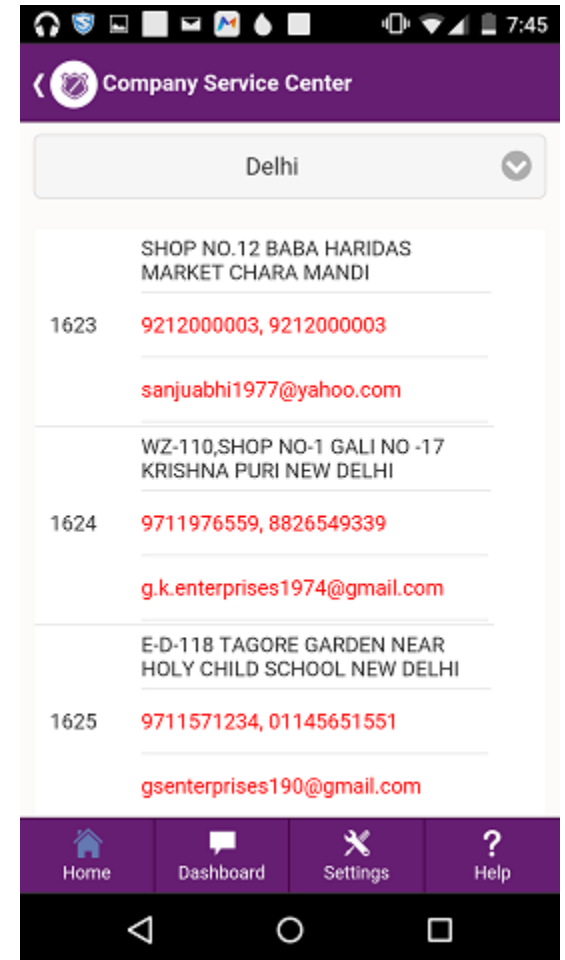 7:45
Company Service Center
Delhi
SHOP NO.12 BABA HARIDAS
MARKET CHARA MANDI
1623
9212000003, 9212000003
sanjuabhi1977@yahoo.com
WZ-110,SHOP NO-1 GALI NO -17
KRISHNA PURI NEW DELHI
1624
9711976559, 8826549339
g.k.enterprises1974@gmail.com
E-D-118 TAGORE GARDEN NEAR
HOLY CHILD SCHOOL NEW DELHI
1625
9711571234, 01145651551
gsenterprises190@gmail.com
Home
Dashboard
Settings
?
Help